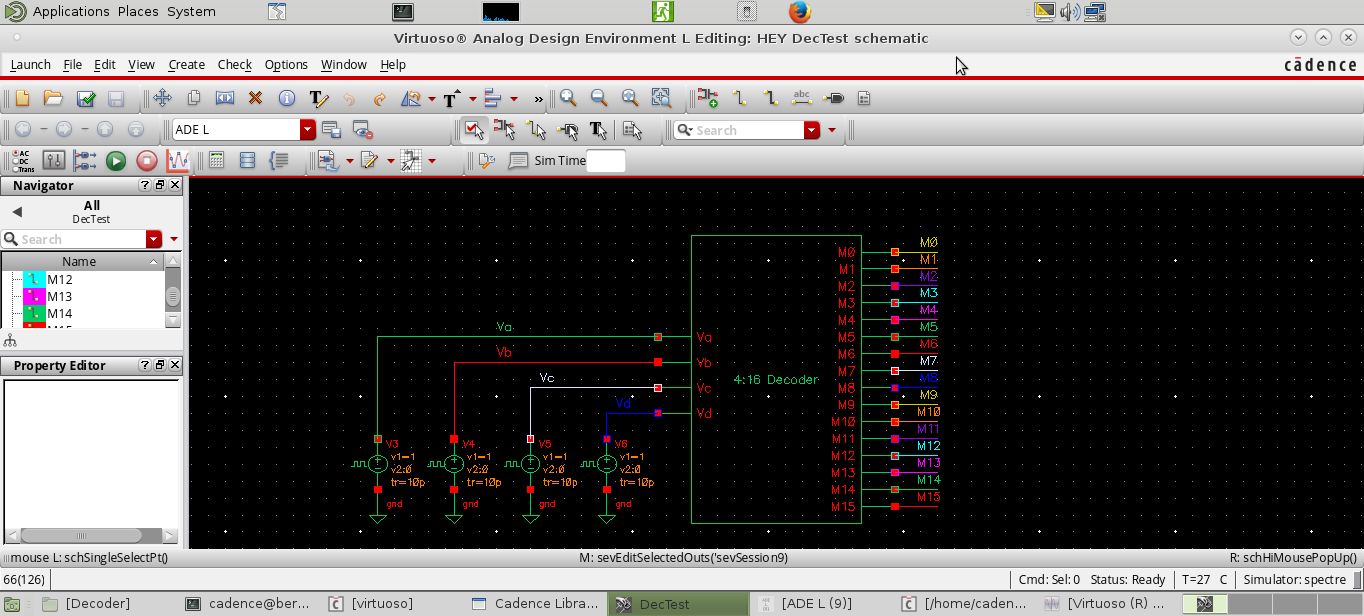 Applications Places System
Virtuoso® Analog Design Environment L Editing: HEY DecTest schematic
Launch File Edit View Create Check Options Window Help
cādence
T T » abc
ADE L
Search
AC
DC
Trans
Sim Time
Navigator
All
DecTest
Search
Name
M12
M13
M14
M15
Property Editor
Va
Vb
Vc
Vd
Va
Vb
Vc
Vd
4:16 Decoder
M0 M0
M1 M1
M2 M2
M3 M3
M4 M4
M5 M5
M6 M6
M7 M7
M8 M8
M9 M9
M10 M10
M11 M11
M12 M12
M13 M13
M14 M14
M15 M15
V3 V4 V5 V6
v1=1 v1=1 v1=1 v1=1
v2:0 v2:0 v2:0 v2:0
tr=10p tr=10p tr=10p tr=10p
gnd gnd gnd gnd
mouse L: schSingleSelectPt() M: sevEditSelectedOuts('sevSession9) R: schHiMousePopUp()
66(126) Cmd: Sel: 0 Status: Ready T=27 C Simulator: spectre
[Decoder] cadence@ber... [virtuoso] Cadence Libra... DecTest [ADE L (9)] [/home/caden... [Virtuoso (R) ...